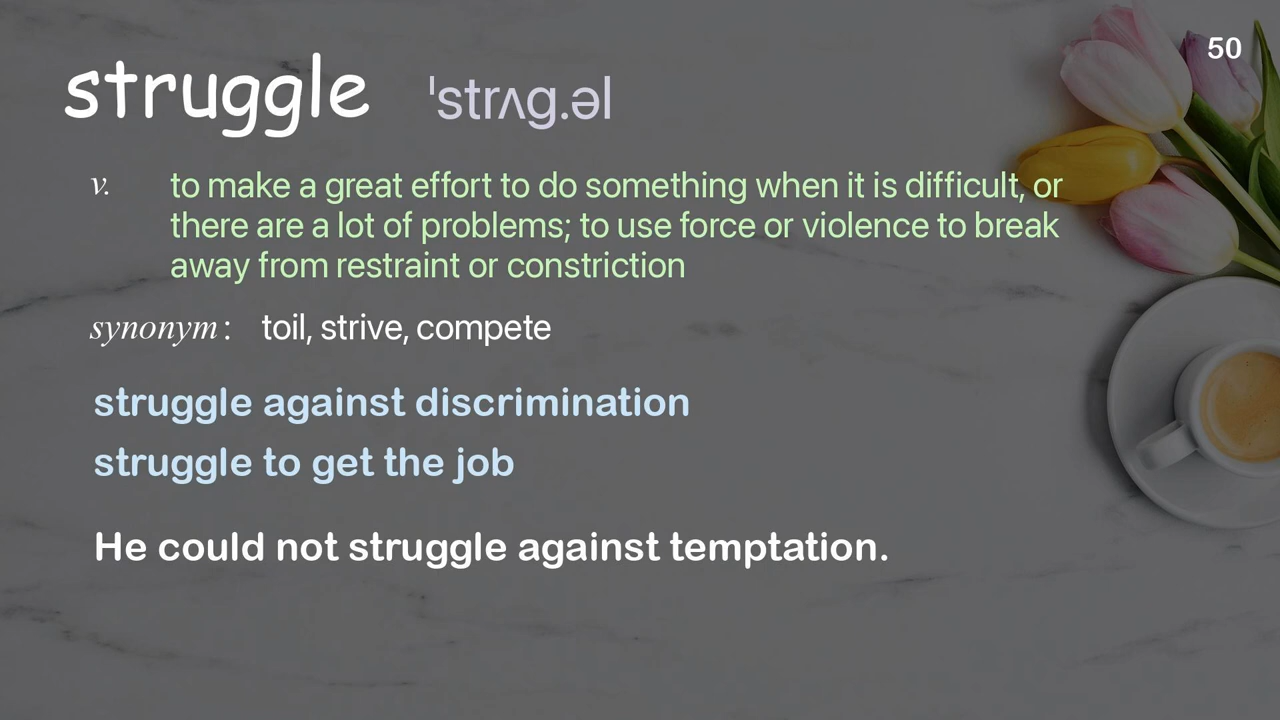 50
struggle ˈstrʌg.əl
v. to make a great effort to do something when it is difficult, or
there are a lot of problems; to use force or violence to break
away from restraint or constriction
synonym: toil, strive, compete
struggle against discrimination
struggle to get the job
He could not struggle against temptation.